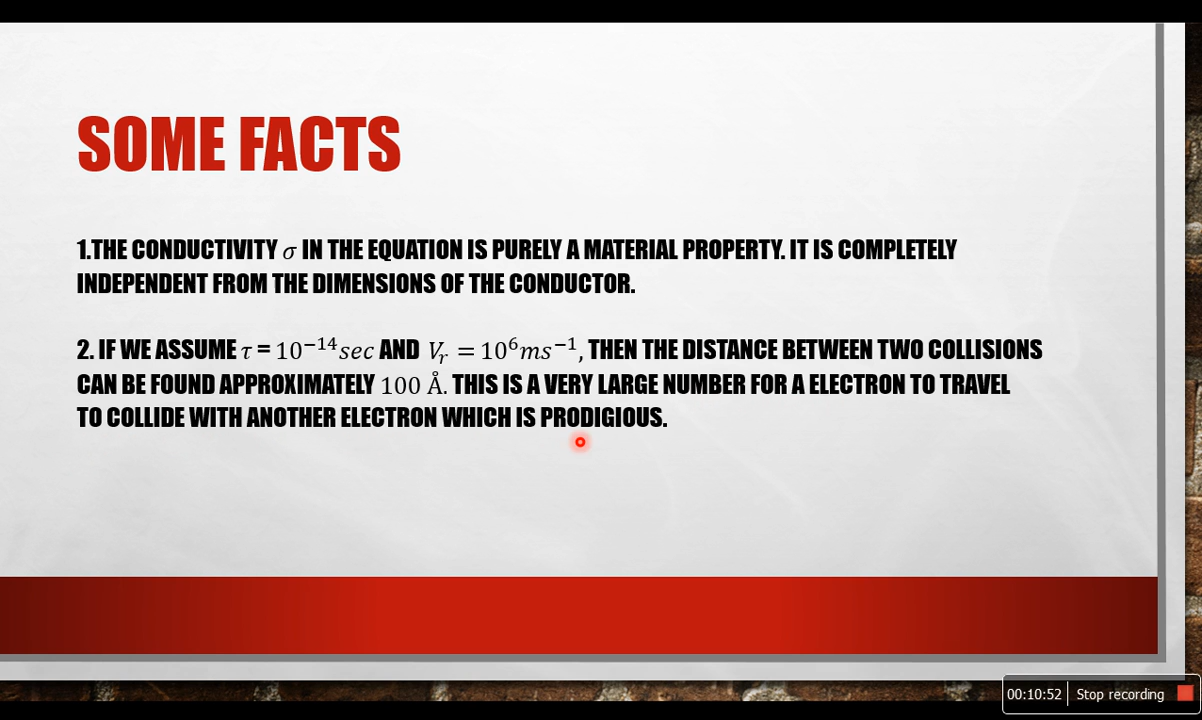 SOME FACTS
1.THE CONDUCTIVITY σ IN THE EQUATION IS PURELY A MATERIAL PROPERTY. IT IS COMPLETELY
INDEPENDENT FROM THE DIMENSIONS OF THE CONDUCTOR.
2. IF WE ASSUME τ = 10⁻¹⁴sec AND Vᵣ = 10⁶ms⁻¹, THEN THE DISTANCE BETWEEN TWO COLLISIONS
CAN BE FOUND APPROXIMATELY 100 Å. THIS IS A VERY LARGE NUMBER FOR A ELECTRON TO TRAVEL
TO COLLIDE WITH ANOTHER ELECTRON WHICH IS PRODIGIOUS.
00:10:52 Stop recording